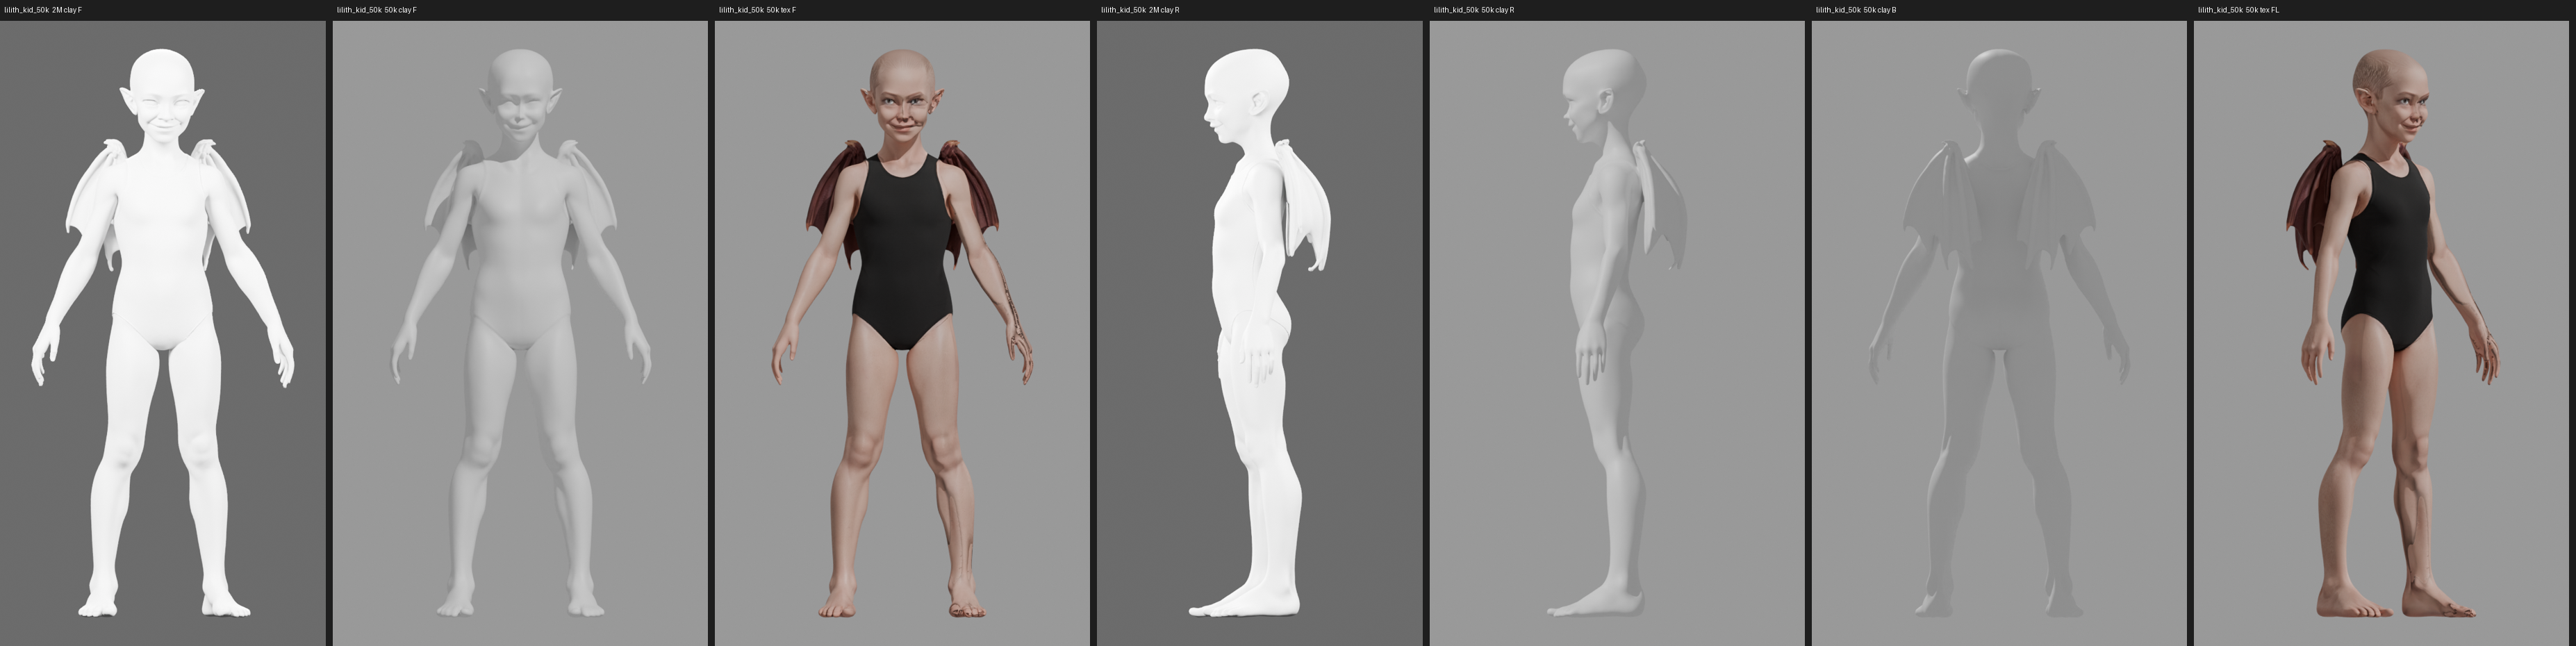 lilith_kid_50k 2M clay F
lilith_kid_50k 50k clay F
lilith_kid_50k 50k tex F
lilith_kid_50k 2M clay R
lilith_kid_50k 50k clay R
lilith_kid_50k 50k clay B
lilith_kid_50k 50k tex FL